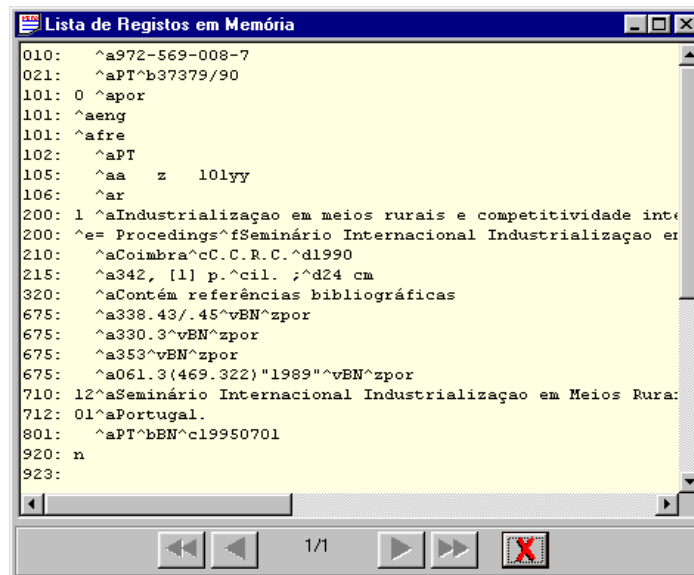 Lista de Registos em Memória
010:    ^a972-569-008-7
021:    ^aPT^b37379/90
101: 0 ^apor
101: ^aeng
101: ^afre
102:    ^aPT
105:    ^aa   z   101yy
106:    ^ar
200: 1 ^aIndustrializaçao em meios rurais e competitividade inte
200: ^e= Procedings^fSeminário Internacional Industrializaçao en
210:    ^aCoimbra^cC.C.R.C.^d1990
215:    ^a342, [1] p.^cil. ;^d24 cm
320:    ^aContém referências bibliográficas
675:    ^a338.43/.45^vBN^zpor
675:    ^a330.3^vBN^zpor
675:    ^a353^vBN^zpor
675:    ^a061.3(469.322)"1989"^vBN^zpor
710: 12^aSeminário Internacional Industrializaçao em Meios Rura
712: 01^aPortugal.
801:    ^aPT^bBN^c19950701
920: n
923:
1/1